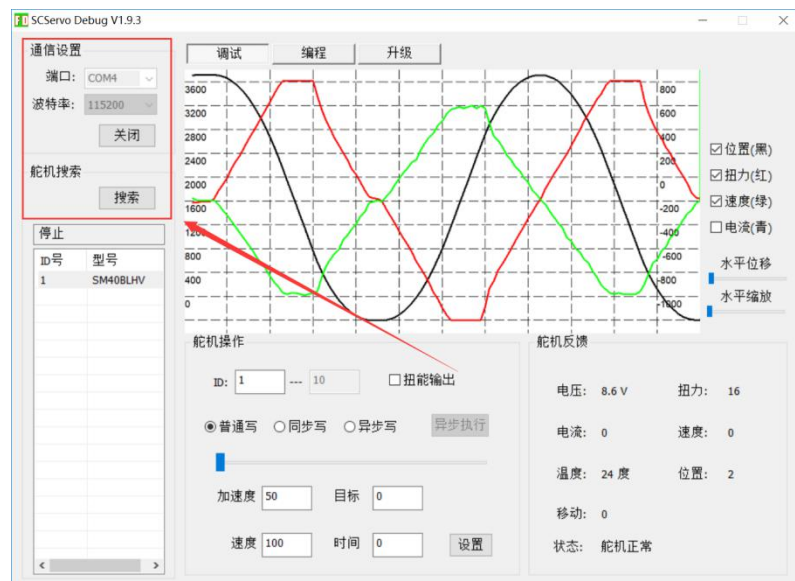 SCServo Debug V1.9.3
通信设置
端口: COM4
波特率: 115200
关闭
舵机搜索
搜索
停止
ID号 型号
1 SM40BLHV
调试 编程 升级
3600
3200
2800
2400
2000
1600
1200
800
400
0
800
600
400
200
0
-200
-400
-600
-800
-1000
位置(黑)
扭力(红)
速度(绿)
电流(青)
水平位移
水平缩放
舵机操作
ID: 1 --- 10 扭能输出
普通写 同步写 异步写 异步执行
加速度 50 目标 0
速度 100 时间 0 设置
舵机反馈
电压: 8.6 V 扭力: 16
电流: 0 速度: 0
温度: 24 度 位置: 2
移动: 0
状态: 舵机正常